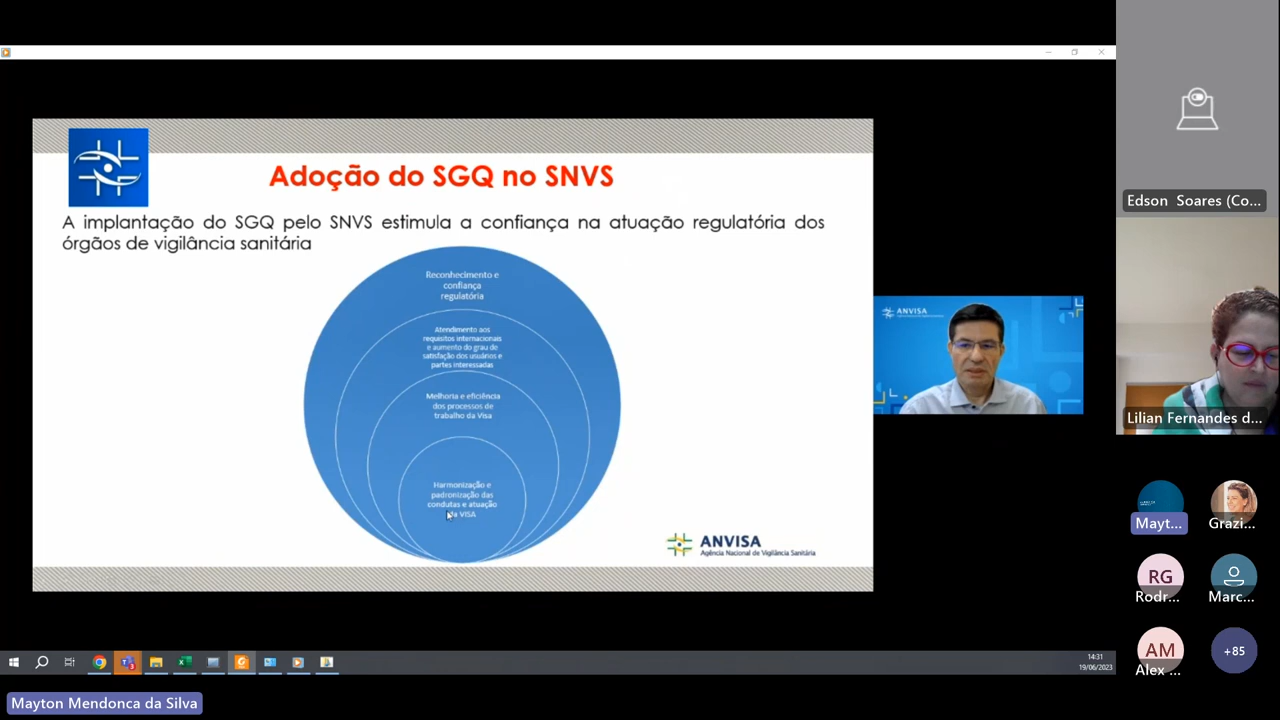 Adoção do SGQ no SNVS
A implantação do SGQ pelo SNVS estimula a confiança na atuação regulatória dos
órgãos de vigilância sanitária
Reconhecimento e
confiança
regulatória
Atendimento aos
requisitos internacionais
e aumento do grau de
satisfação dos usuários e
partes interessadas
Melhoria e eficiência
dos processos de
trabalho da Visa
Harmonização e
padronização das
condutas e atuação
da VISA
ANVISA
Agência Nacional de Vigilância Sanitária
ANVISA
Edson Soares (Co...
Lilian Fernandes d...
Mayt...
Grazi...
RG
Rodr...
Marc...
AM
Alex ...
+85
14:31
19/06/2023
Mayton Mendonca da Silva